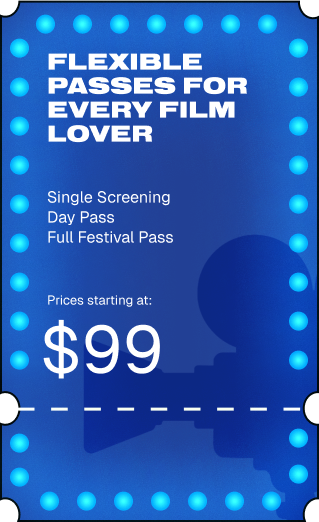 FLEXIBLE
PASSES FOR
EVERY FILM
LOVER
Single Screening
Day Pass
Full Festival Pass
Prices starting at:
$99